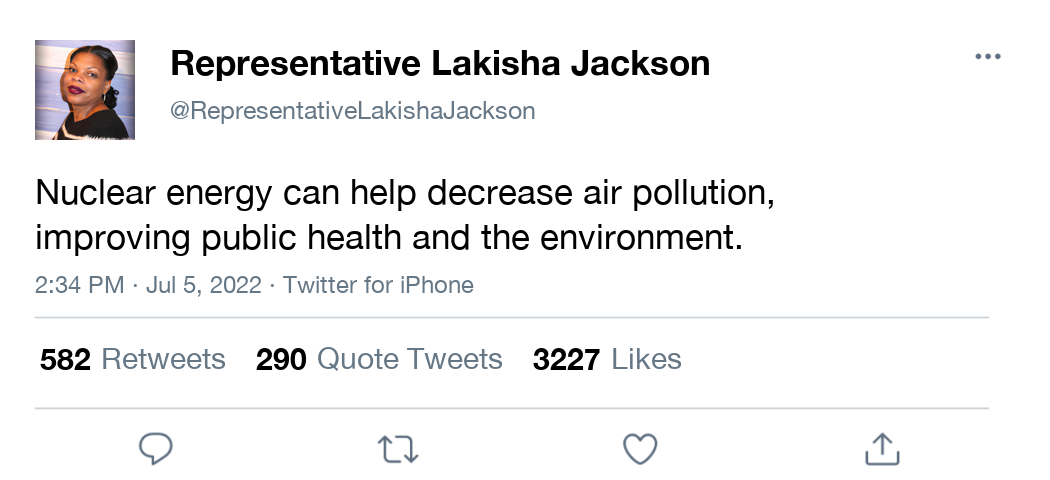 Representative Lakisha Jackson
@RepresentativeLakishaJackson
Nuclear energy can help decrease air pollution,
improving public health and the environment.
2:34 PM · Jul 5, 2022 · Twitter for iPhone
582 Retweets 290 Quote Tweets 3227 Likes